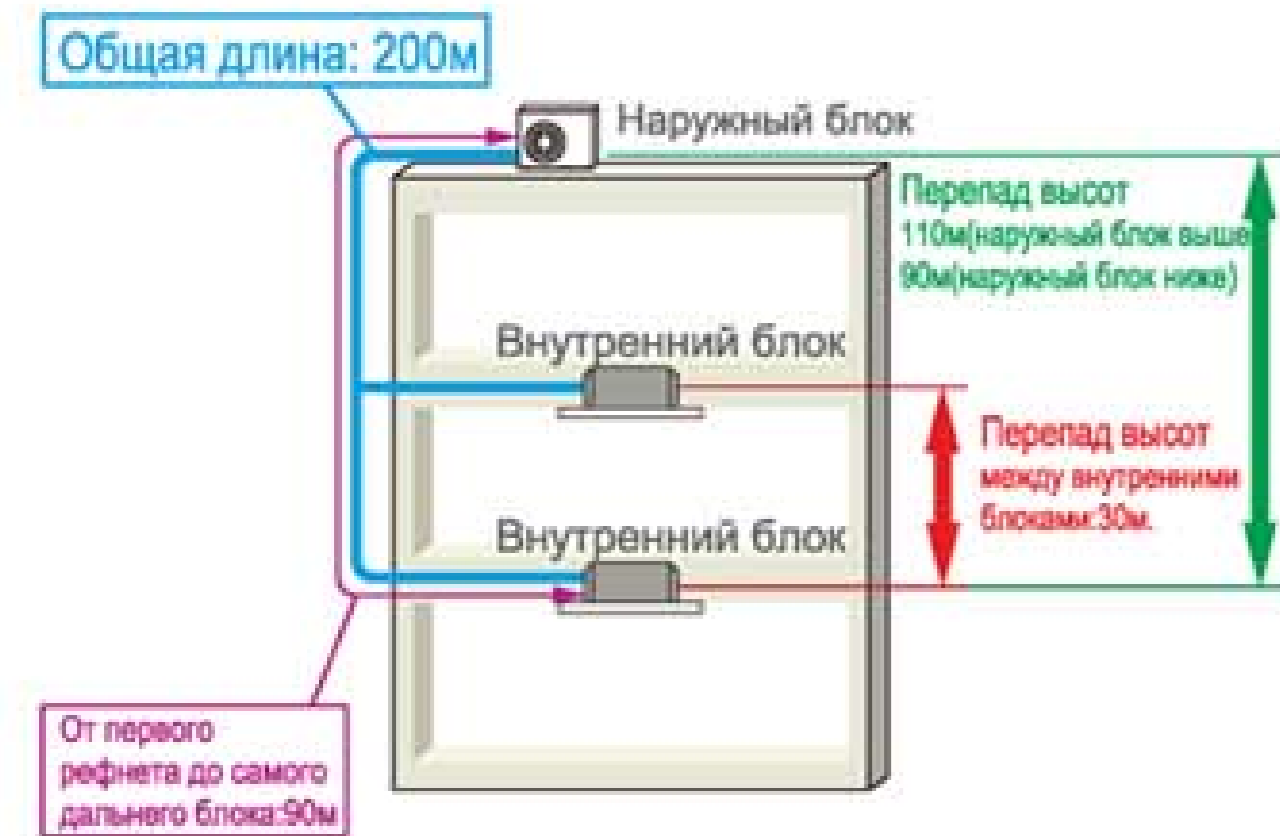 Общая длина: 200м
Наружный блок
Перепад высот
110м(наружный блок выше
90м(наружный блок ниже)
Внутренний блок
Перепад высот
между внутренними
блоками:30м.
Внутренний блок
От первого
рефнета до самого
дальнего блока:90м